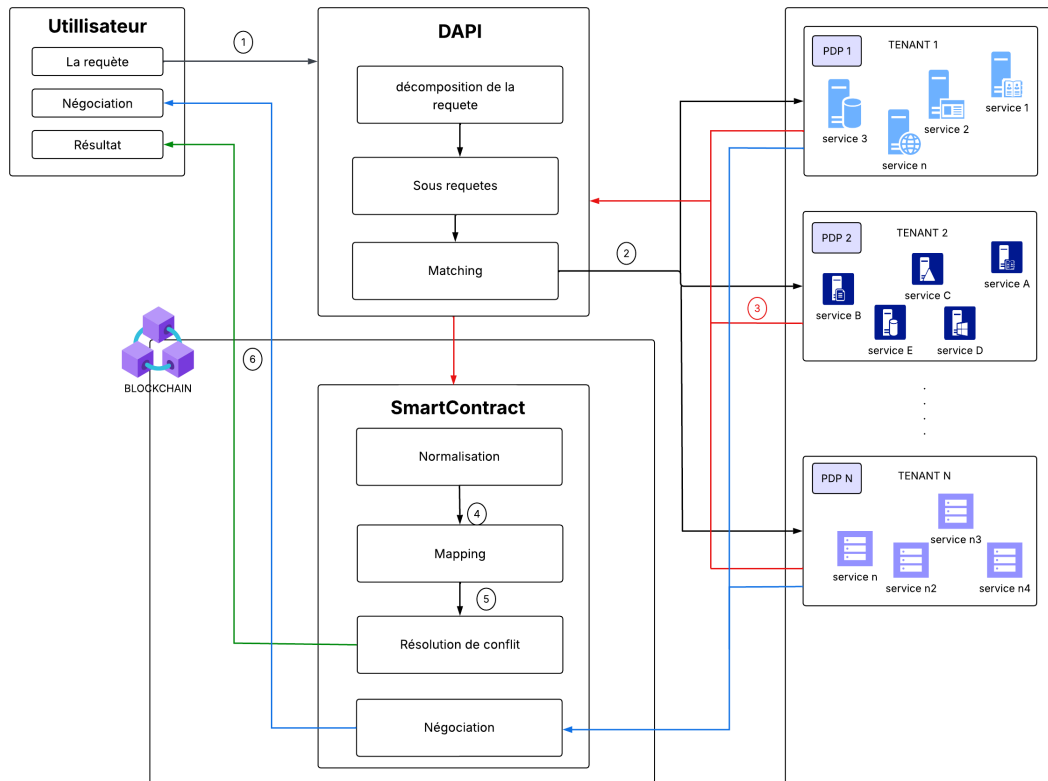 Utillisateur
La requète
Négociation
Résultat
1
DAPI
décomposition de la
requete
Sous requetes
Matching
2
PDP 1
TENANT 1
service 1
service 2
service 3
service n
PDP 2
TENANT 2
service A
service C
service B
service E
service D
3
.
.
.
.
PDP N
TENANT N
service n3
service n
service n2
service n4
BLOCKCHAIN
6
SmartContract
Normalisation
4
Mapping
5
Résolution de conflit
Négociation